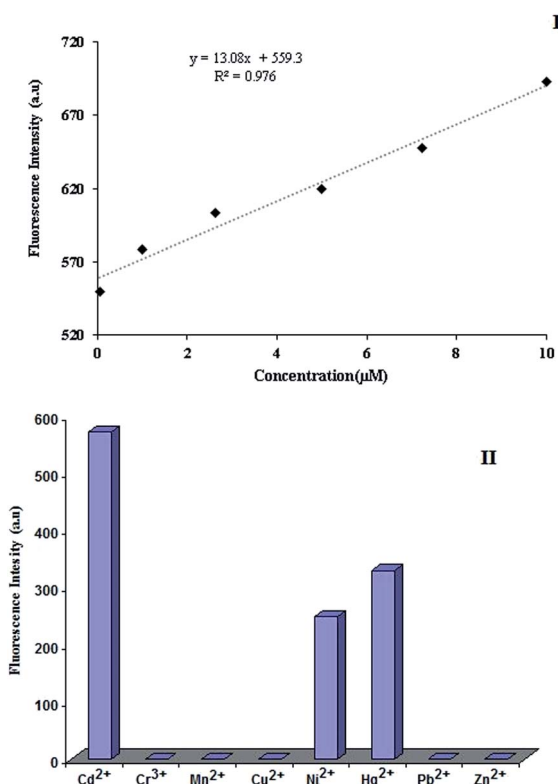 I
720
y = 13.08x + 559.3
R² = 0.976
670
620
570
520
Fluorescence Intensity (a.u)
0 2 4 6 8 10
Concentration(µM)
II
600
500
400
300
200
100
0
Fluorescence Intesity (a.u)
Cd2+ Cr3+ Mn2+ Cu2+ Ni2+ Hg2+ Pb2+ Zn2+